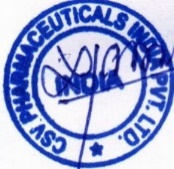 CSV. PHARMACEUTICALS INDIA PVT. LTD.
INDIA